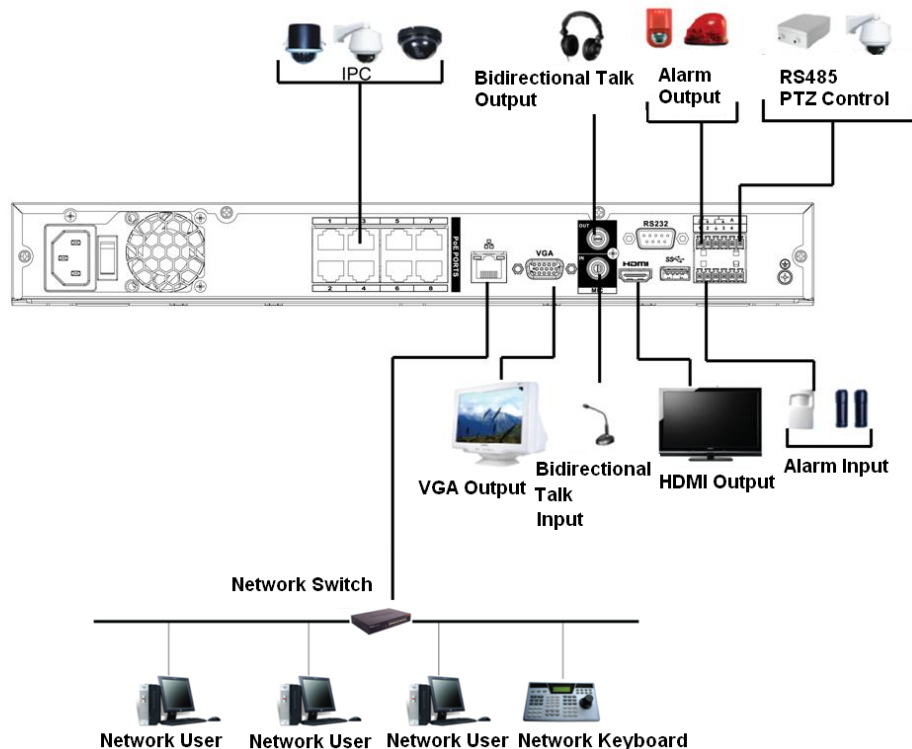 IPC
Bidirectional Talk
Output
Alarm
Output
RS485
PTZ Control
1 3 5 7
2 4 6 8
PoE PORTS
VGA
OUT
IN
MIC
RS232
HDMI
SS
A
VGA Output
Bidirectional
Talk
Input
HDMI Output
Alarm Input
Network Switch
Network User
Network User
Network User
Network Keyboard